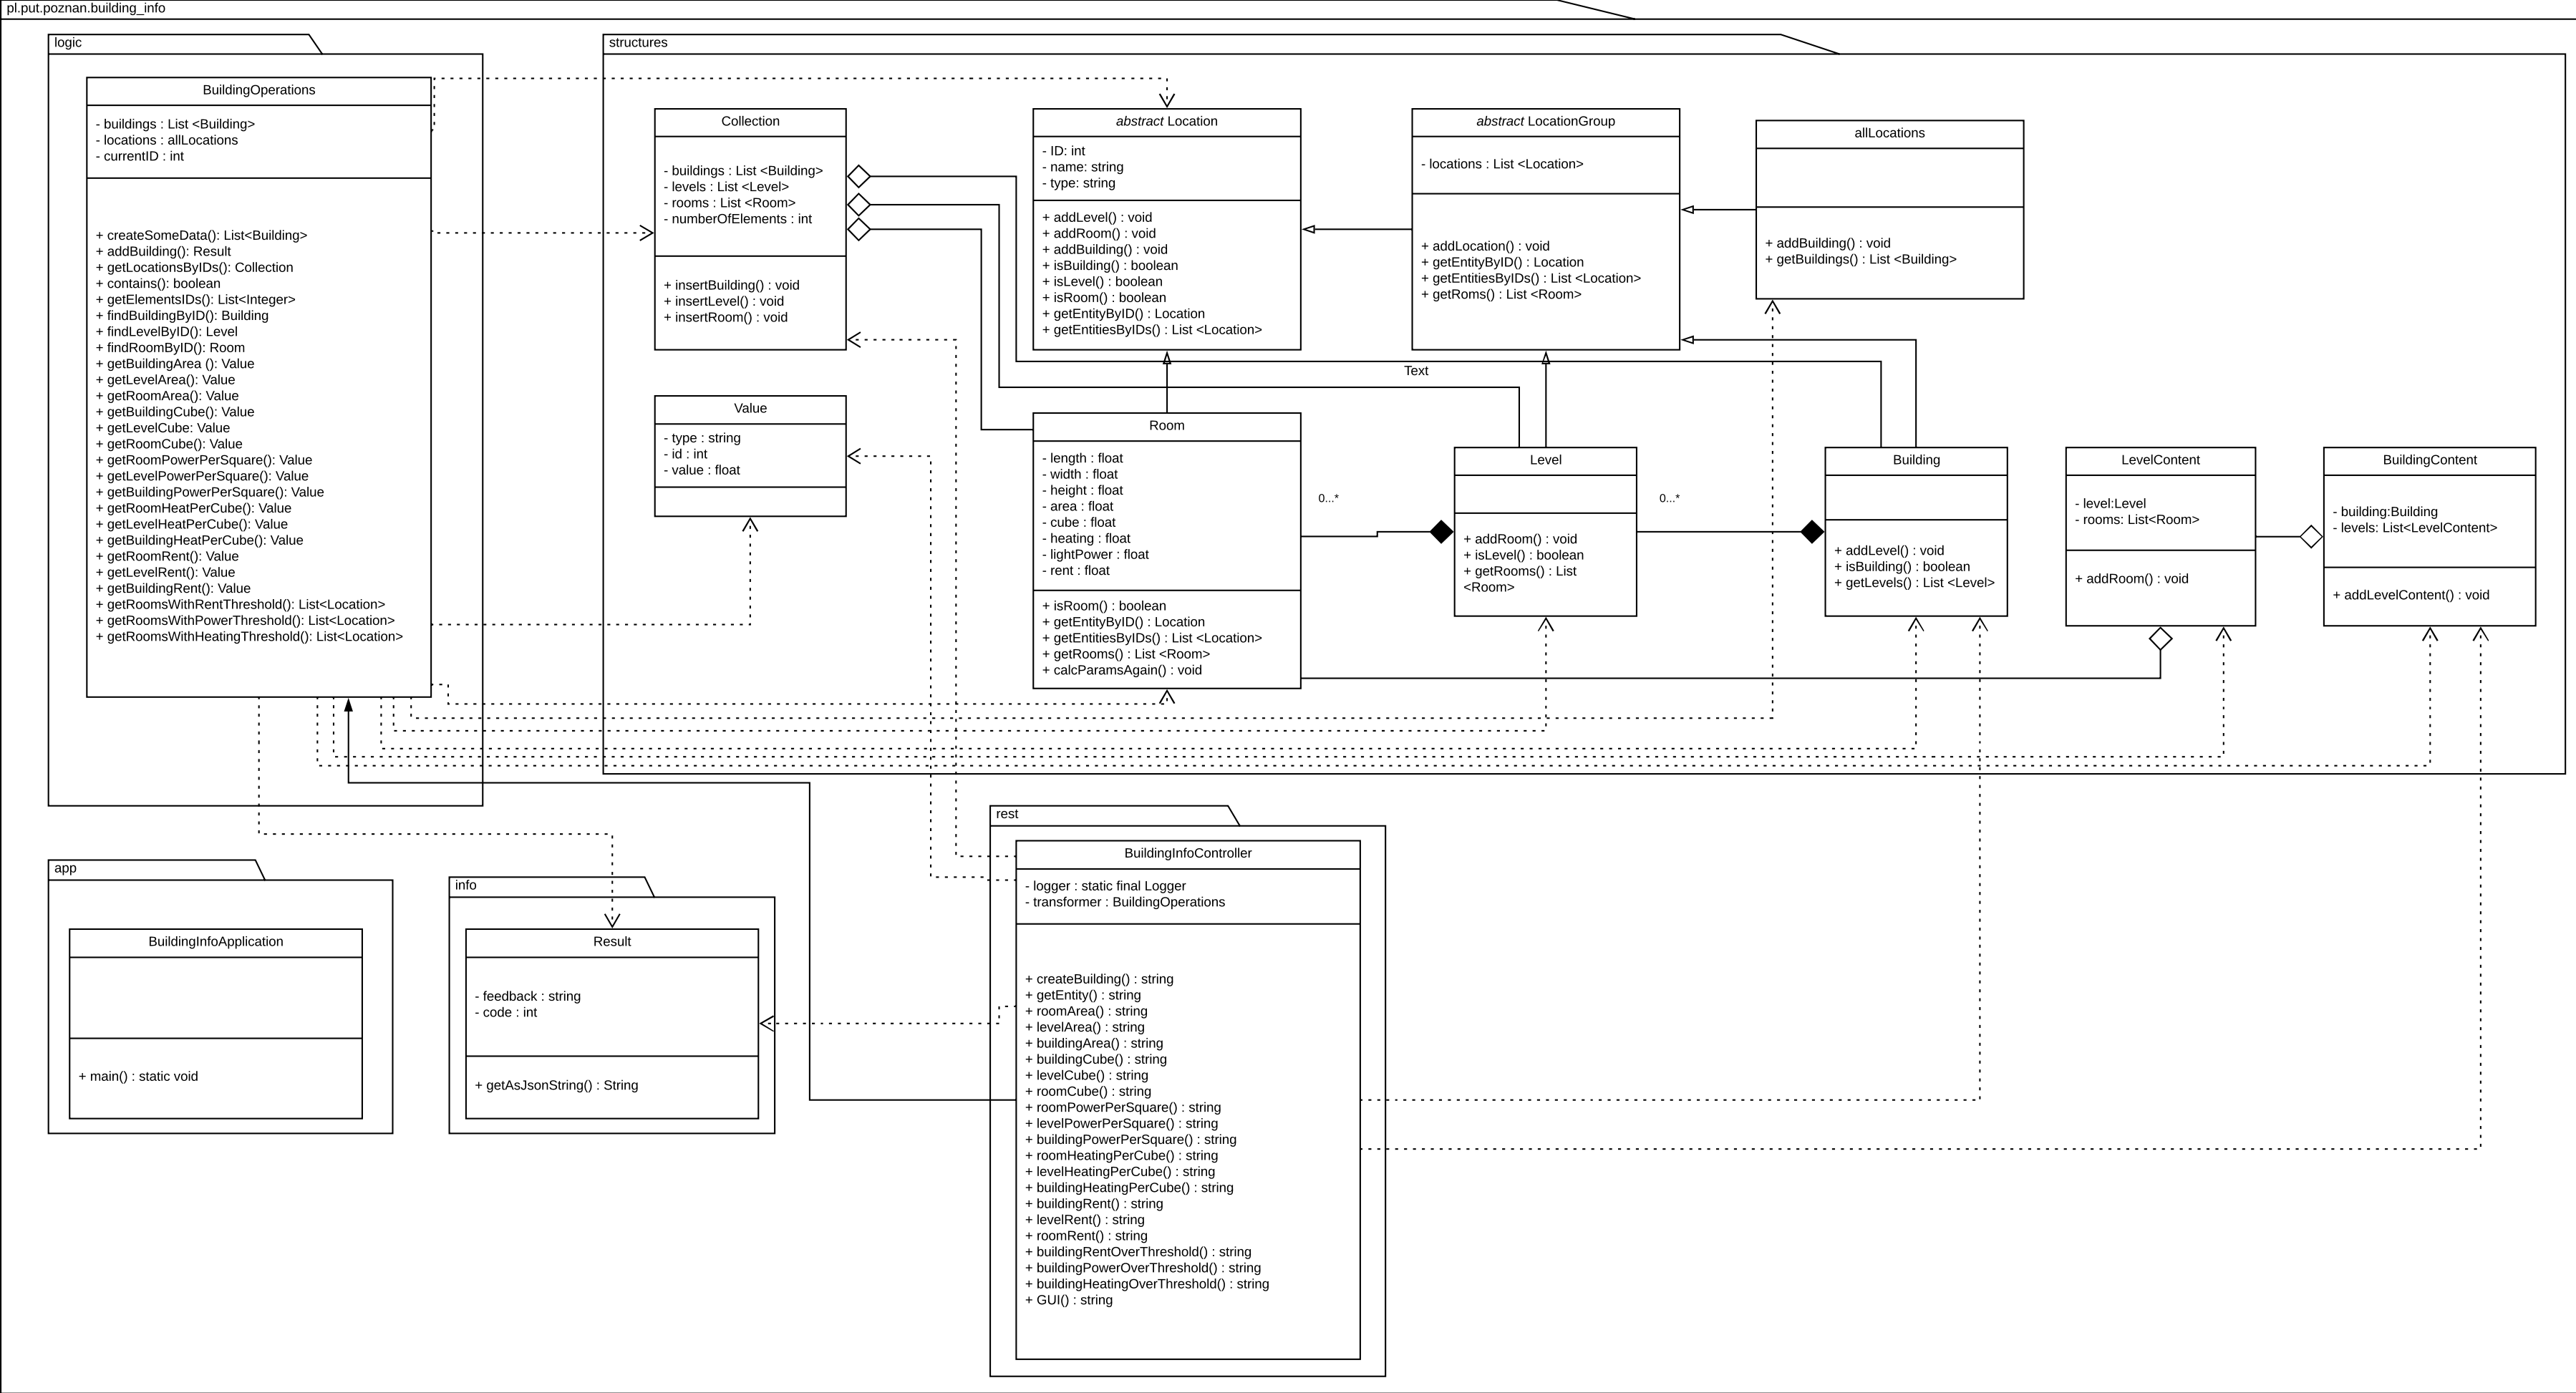 pl.put.poznan.building_info
logic
BuildingOperations
- buildings : List <Building>
- locations : allLocations
- currentID : int
+ createSomeData(): List<Building>
+ addBuilding(): Result
+ getLocationsByIDs(): Collection
+ contains(): boolean
+ getElementsIDs(): List<Integer>
+ findBuildingByID(): Building
+ findLevelByID(): Level
+ findRoomByID(): Room
+ getBuildingArea (): Value
+ getLevelArea(): Value
+ getRoomArea(): Value
+ getBuildingCube(): Value
+ getLevelCube: Value
+ getRoomCube(): Value
+ getRoomPowerPerSquare(): Value
+ getLevelPowerPerSquare(): Value
+ getBuildingPowerPerSquare(): Value
+ getRoomHeatPerCube(): Value
+ getLevelHeatPerCube(): Value
+ getBuildingHeatPerCube(): Value
+ getRoomRent(): Value
+ getLevelRent(): Value
+ getBuildingRent(): Value
+ getRoomsWithRentThreshold(): List<Location>
+ getRoomsWithPowerThreshold(): List<Location>
+ getRoomsWithHeatingThreshold(): List<Location>
structures
Collection
- buildings : List <Building>
- levels : List <Level>
- rooms : List <Room>
- numberOfElements : int
+ insertBuilding() : void
+ insertLevel() : void
+ insertRoom() : void
abstract Location
- ID: int
- name: string
- type: string
+ addLevel() : void
+ addRoom() : void
+ addBuilding() : void
+ isBuilding() : boolean
+ isLevel() : boolean
+ isRoom() : boolean
+ getEntityByID() : Location
+ getEntitiesByIDs() : List <Location>
abstract LocationGroup
- locations : List <Location>
+ addLocation() : void
+ getEntityByID() : Location
+ getEntitiesByIDs() : List <Location>
+ getRoms() : List <Room>
allLocations
+ addBuilding() : void
+ getBuildings() : List <Building>
Text
Value
- type : string
- id : int
- value : float
Room
- length : float
- width : float
- height : float
- area : float
- cube : float
- heating : float
- lightPower : float
- rent : float
+ isRoom() : boolean
+ getEntityByID() : Location
+ getEntitiesByIDs() : List <Location>
+ getRooms() : List <Room>
+ calcParamsAgain() : void
0...*
Level
+ addRoom() : void
+ isLevel() : boolean
+ getRooms() : List
<Room>
0...*
Building
+ addLevel() : void
+ isBuilding() : boolean
+ getLevels() : List <Level>
LevelContent
- level:Level
- rooms: List<Room>
+ addRoom() : void
BuildingContent
- building:Building
- levels: List<LevelContent>
+ addLevelContent() : void
app
BuildingInfoApplication
+ main() : static void
info
Result
- feedback : string
- code : int
+ getAsJsonString() : String
rest
BuildingInfoController
- logger : static final Logger
- transformer : BuildingOperations
+ createBuilding() : string
+ getEntity() : string
+ roomArea() : string
+ levelArea() : string
+ buildingArea() : string
+ buildingCube() : string
+ levelCube() : string
+ roomCube() : string
+ roomPowerPerSquare() : string
+ levelPowerPerSquare() : string
+ buildingPowerPerSquare() : string
+ roomHeatingPerCube() : string
+ levelHeatingPerCube() : string
+ buildingHeatingPerCube() : string
+ buildingRent() : string
+ levelRent() : string
+ roomRent() : string
+ buildingRentOverThreshold() : string
+ buildingPowerOverThreshold() : string
+ buildingHeatingOverThreshold() : string
+ GUI() : string